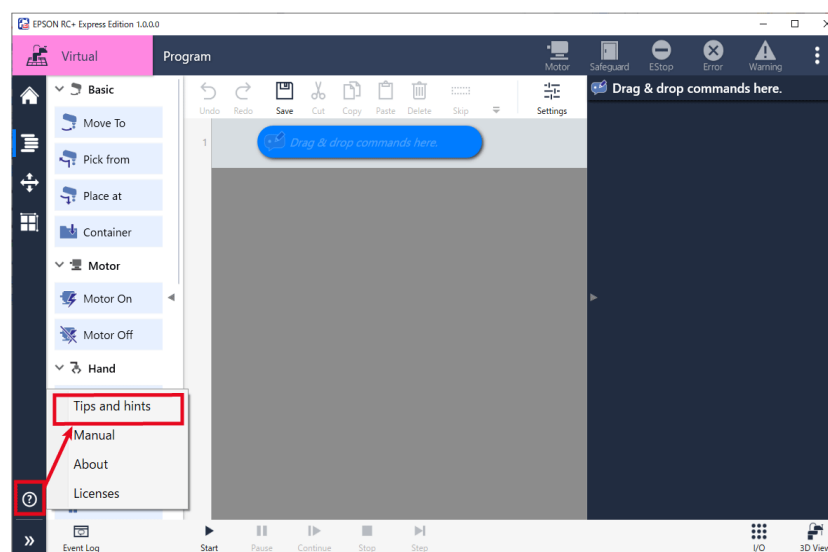 EPSON RC+ Express Edition 1.0.0.0
Virtual
Program
Motor
Safeguard
EStop
Error
Warning
Basic
Move To
Pick from
Place at
Container
Motor
Motor On
Motor Off
Hand
Undo
Redo
Save
Cut
Copy
Paste
Delete
Skip
Settings
1
Drag & drop commands here.
Drag & drop commands here.
Tips and hints
Manual
About
Licenses
Event Log
Start
Pause
Continue
Stop
Step
I/O
3D View